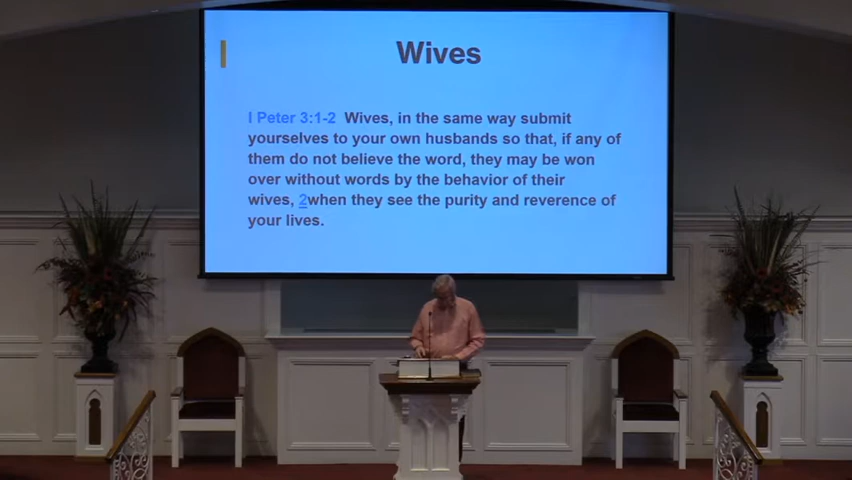 Wives
I Peter 3:1-2 Wives, in the same way submit
yourselves to your own husbands so that, if any of
them do not believe the word, they may be won
over without words by the behavior of their
wives, 2when they see the purity and reverence of
your lives.